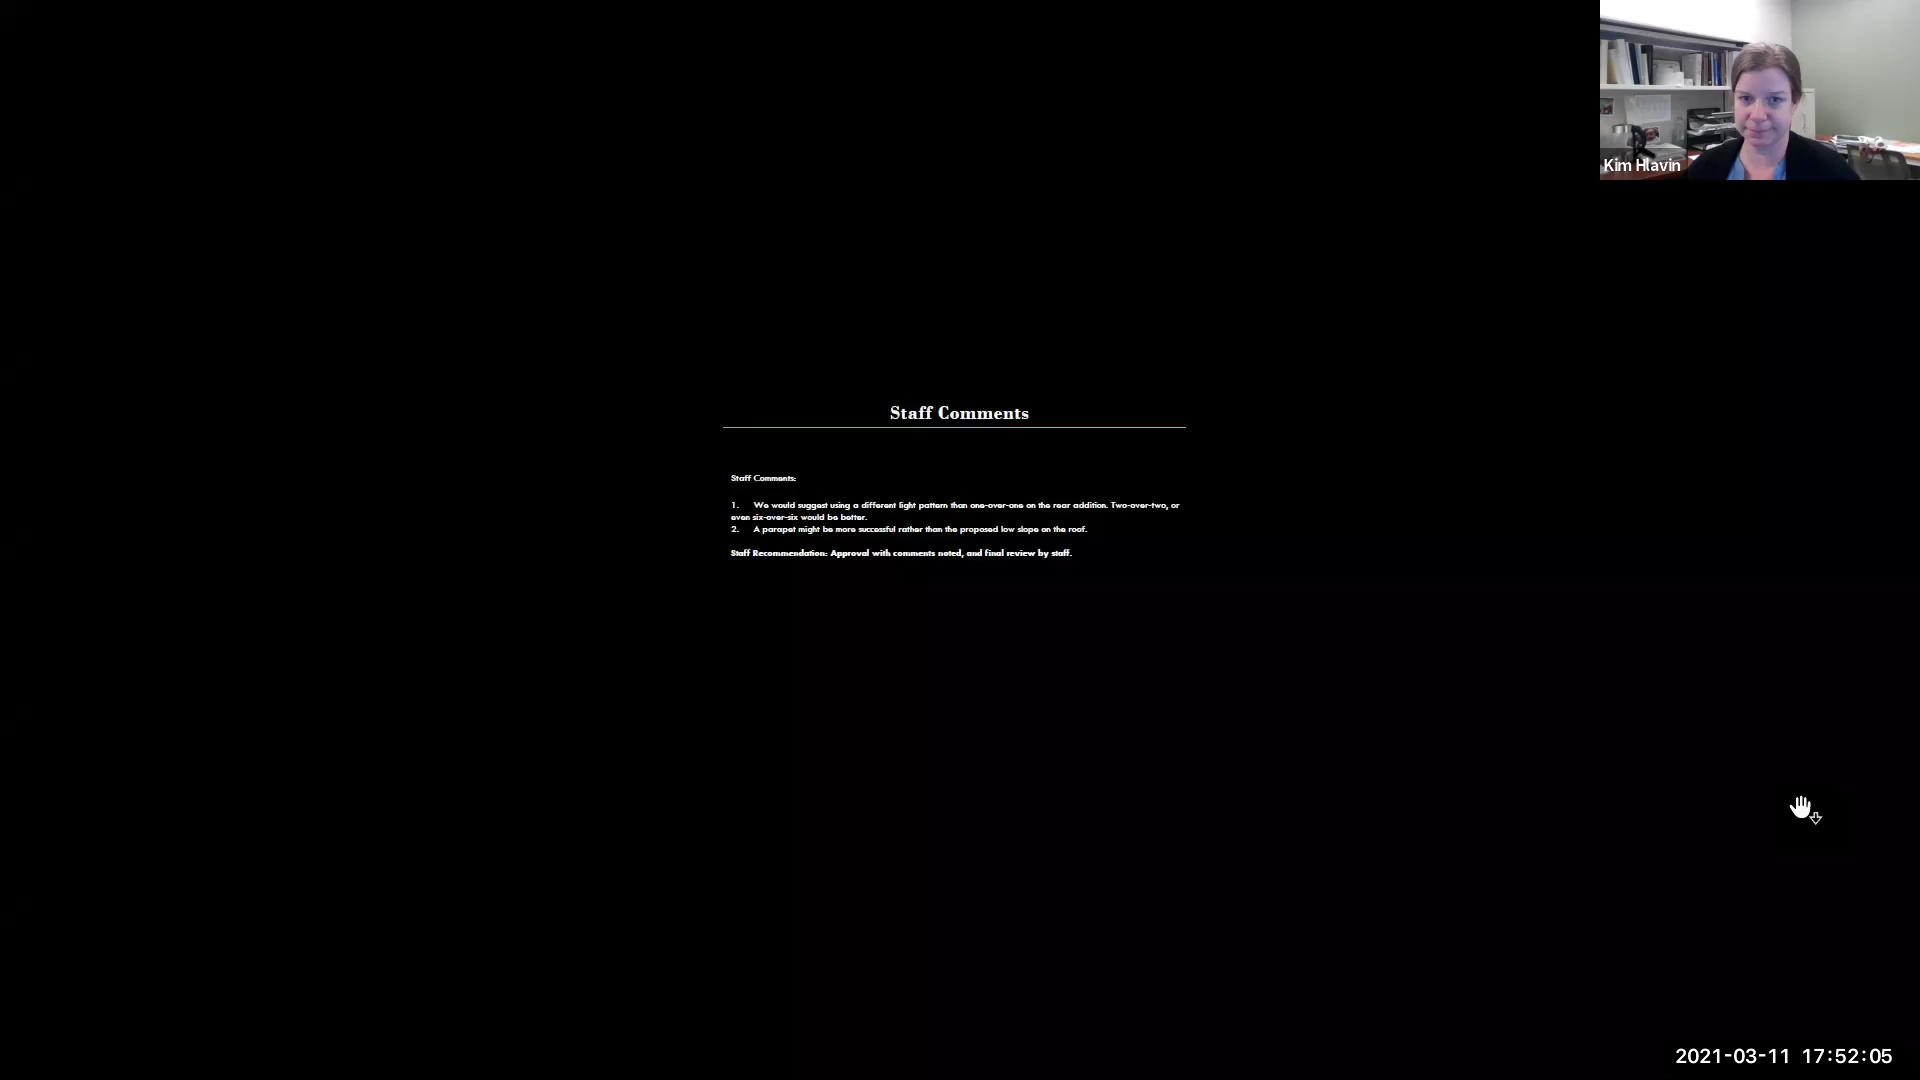 Kim Hlavin
Staff Comments
Staff Comments:
1. We would suggest using a different light pattern than one-over-one on the rear addition. Two-over-two, or
even six-over-six would be better.
2. A parapet might be more successful rather than the proposed low slope on the roof.
Staff Recommendation: Approval with comments noted, and final review by staff.
2021-03-11 17:52:05